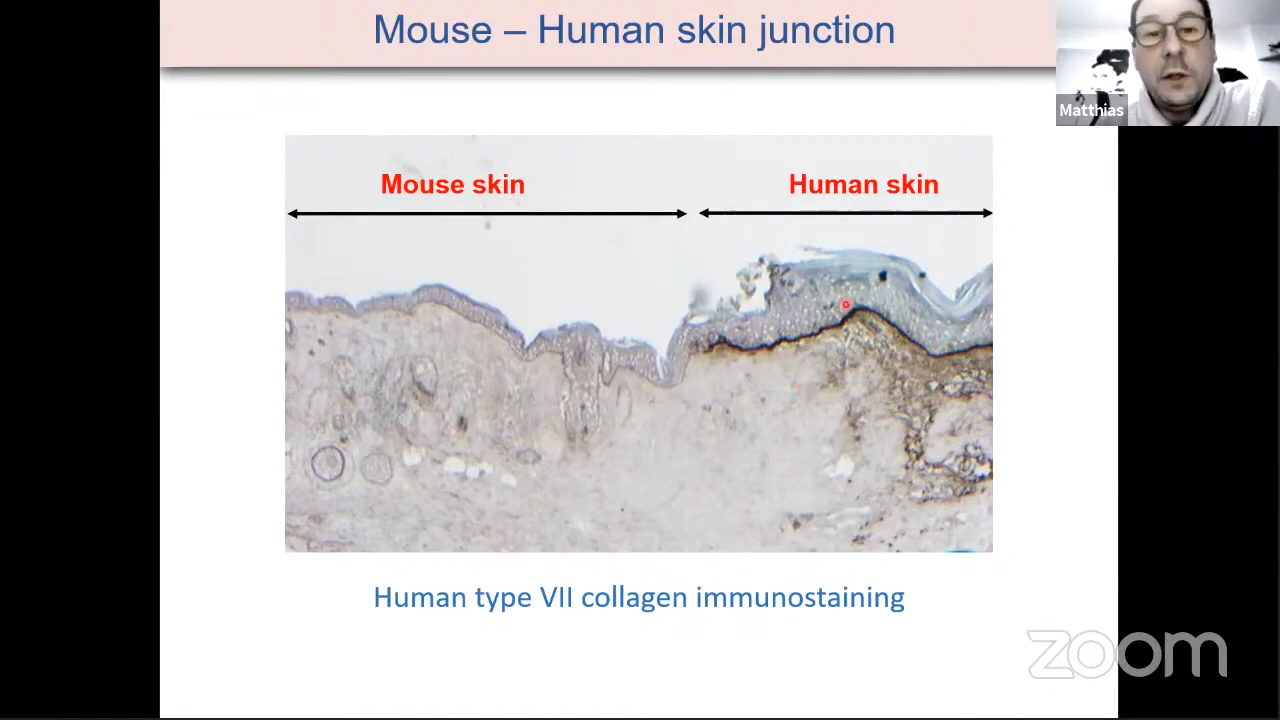 Mouse – Human skin junction
Matthias
Mouse skin
Human skin
Human type VII collagen immunostaining
zoom